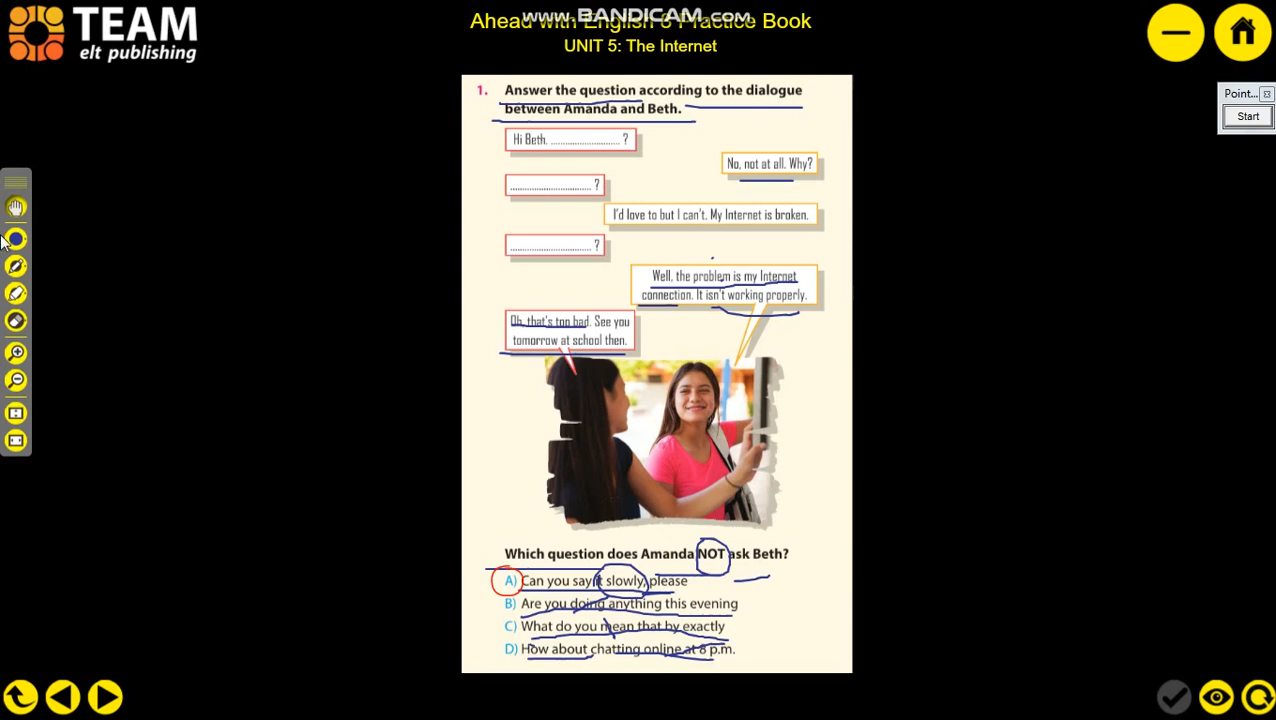 TEAM
elt publishing
www.BANDICAM.com
Ahead with English 8 Practice Book
UNIT 5: The Internet
Point...
Start
1. Answer the question according to the dialogue
between Amanda and Beth.
Hi Beth. ............................ ?
No, not at all. Why?
................................. ?
I'd love to but I can't. My Internet is broken.
................................. ?
Well, the problem is my Internet
connection. It isn't working properly.
Oh, that's too bad. See you
tomorrow at school then.
Which question does Amanda NOT ask Beth?
A) Can you say it slowly, please
B) Are you doing anything this evening
C) What do you mean that by exactly
D) How about chatting online at 8 p.m.